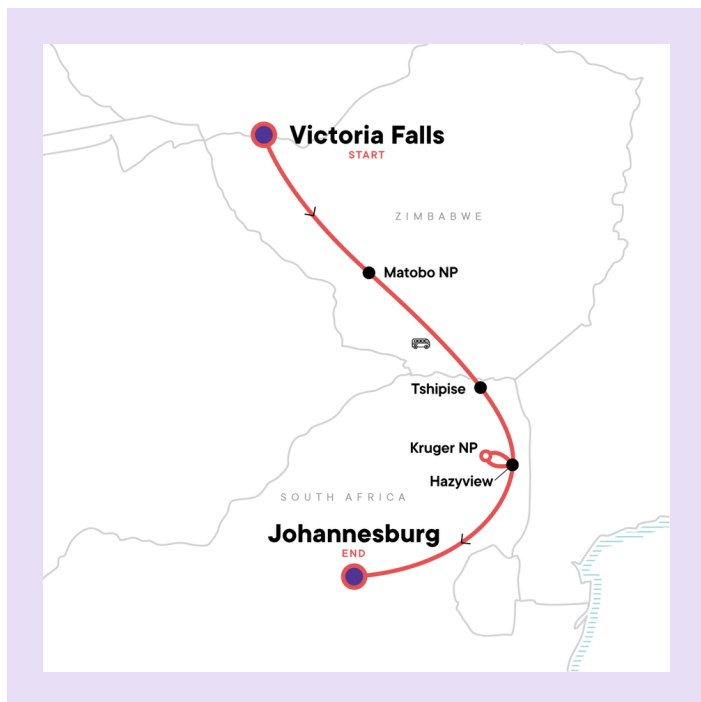 Victoria Falls
START
ZIMBABWE
Matobo NP
Tshipise
Kruger NP
Hazyview
SOUTH AFRICA
Johannesburg
END